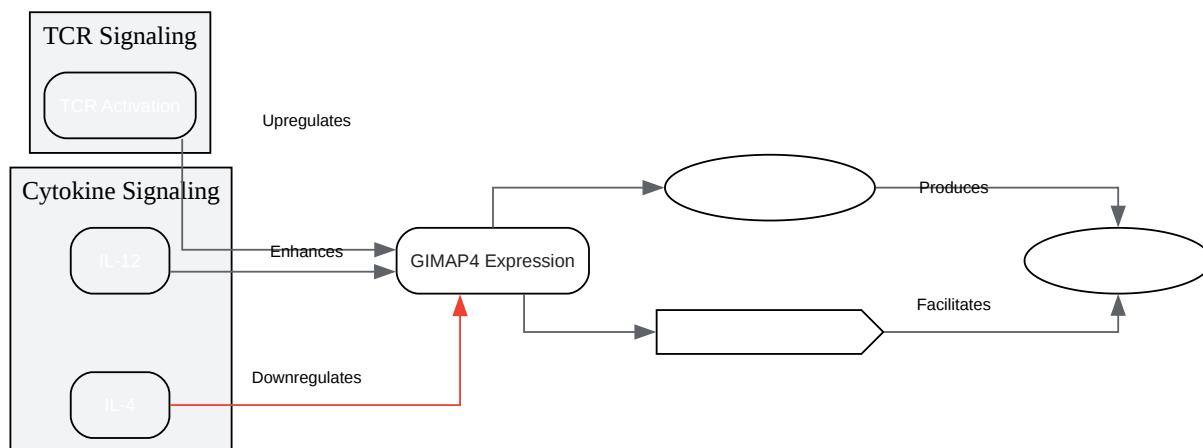 TCR Signaling
TCR Activation
Upregulates
Cytokine Signaling
IL-12
Enhances
GIMAP4 Expression
Produces
Facilitates
IL-4
Downregulates